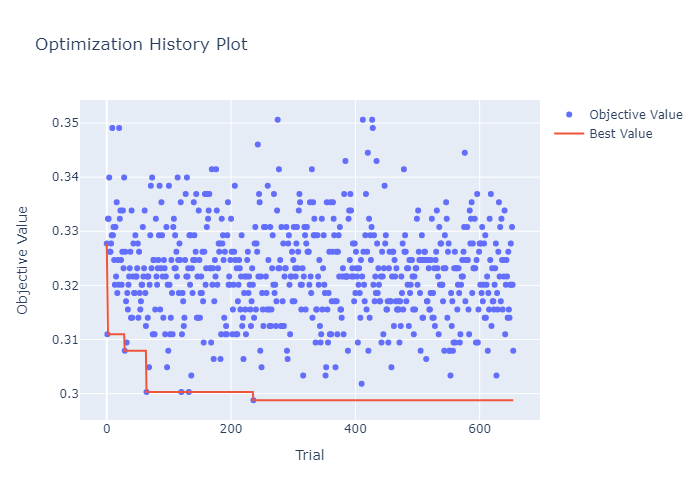 Optimization History Plot
Objective Value
Best Value
0.35
0.34
0.33
0.32
0.31
0.3
Objective Value
0
200
400
600
Trial